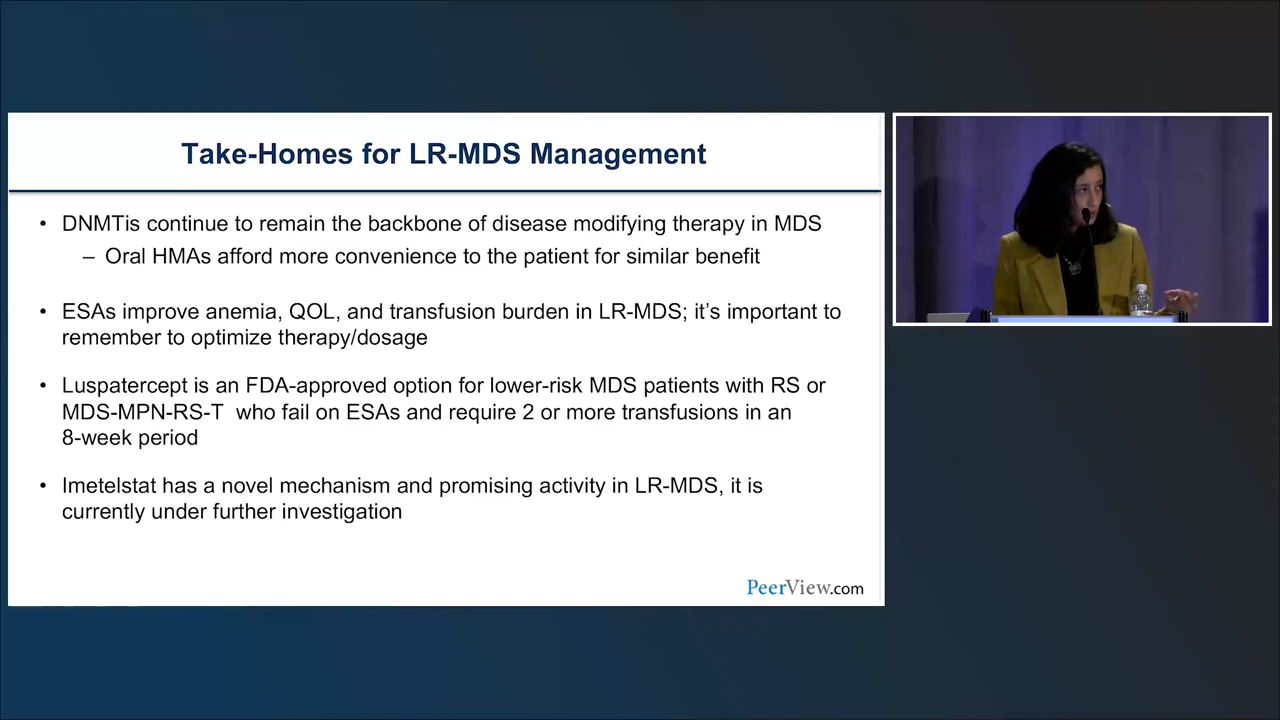 Take-Homes for LR-MDS Management
• DNMTis continue to remain the backbone of disease modifying therapy in MDS
– Oral HMAs afford more convenience to the patient for similar benefit
• ESAs improve anemia, QOL, and transfusion burden in LR-MDS; it's important to
remember to optimize therapy/dosage
• Luspatercept is an FDA-approved option for lower-risk MDS patients with RS or
MDS-MPN-RS-T who fail on ESAs and require 2 or more transfusions in an
8-week period
• Imetelstat has a novel mechanism and promising activity in LR-MDS, it is
currently under further investigation
PeerView.com